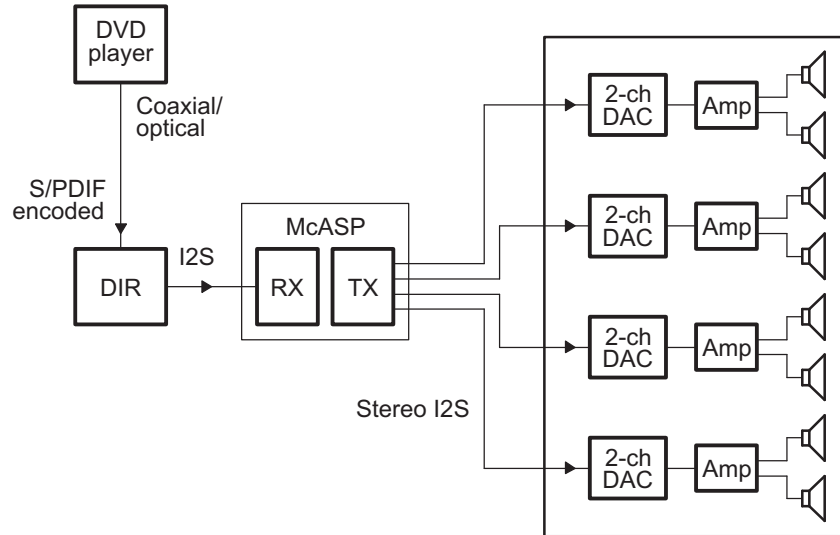 DVD
player
Coaxial/
optical
S/PDIF
encoded
DIR
I2S
McASP
RX
TX
Stereo I2S
2-ch
DAC
Amp
2-ch
DAC
Amp
2-ch
DAC
Amp
2-ch
DAC
Amp